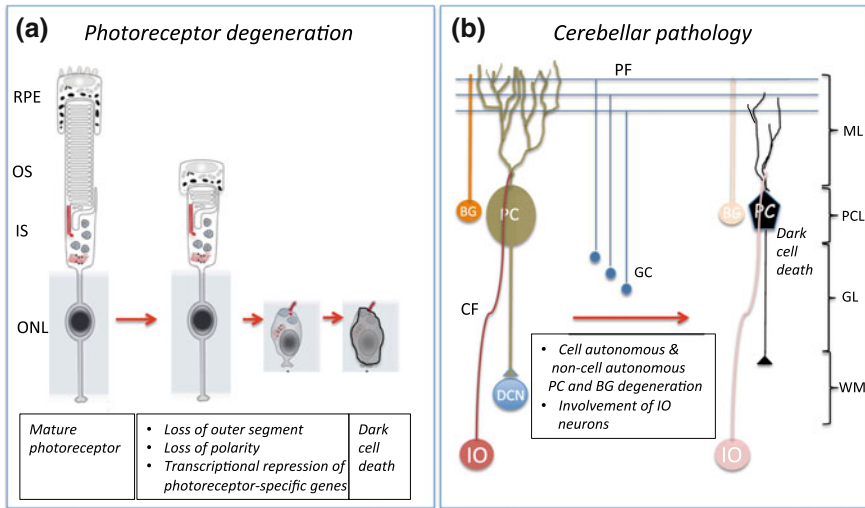 (a) Photoreceptor degeneration
RPE
OS
IS
ONL
Mature
photoreceptor
• Loss of outer segment
• Loss of polarity
• Transcriptional repression of
photoreceptor-specific genes
Dark
cell
death
(b) Cerebellar pathology
PF
ML
BG
PC
BG
PC
PCL
Dark
cell
death
GC
GL
CF
• Cell autonomous &
non-cell autonomous
PC and BG degeneration
• Involvement of IO
neurons
DCN
WM
IO
IO